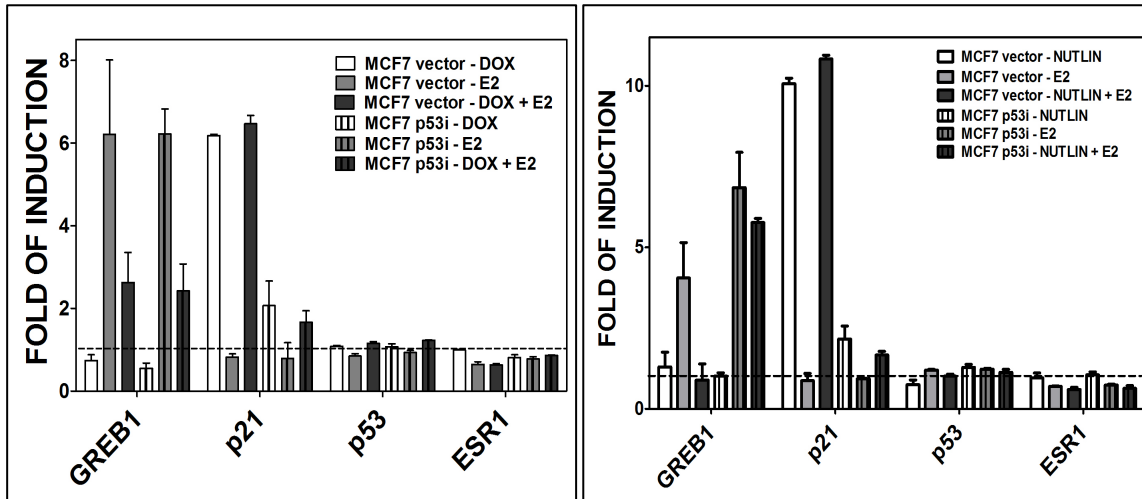 FOLD OF INDUCTION
8
6
4
2
0
MCF7 vector - DOX
MCF7 vector - E2
MCF7 vector - DOX + E2
MCF7 p53i - DOX
MCF7 p53i - E2
MCF7 p53i - DOX + E2
GREB1
p21
p53
ESR1
FOLD OF INDUCTION
10
5
0
MCF7 vector - NUTLIN
MCF7 vector - E2
MCF7 vector - NUTLIN + E2
MCF7 p53i - NUTLIN
MCF7 p53i - E2
MCF7 p53i - NUTLIN + E2
GREB1
p21
p53
ESR1